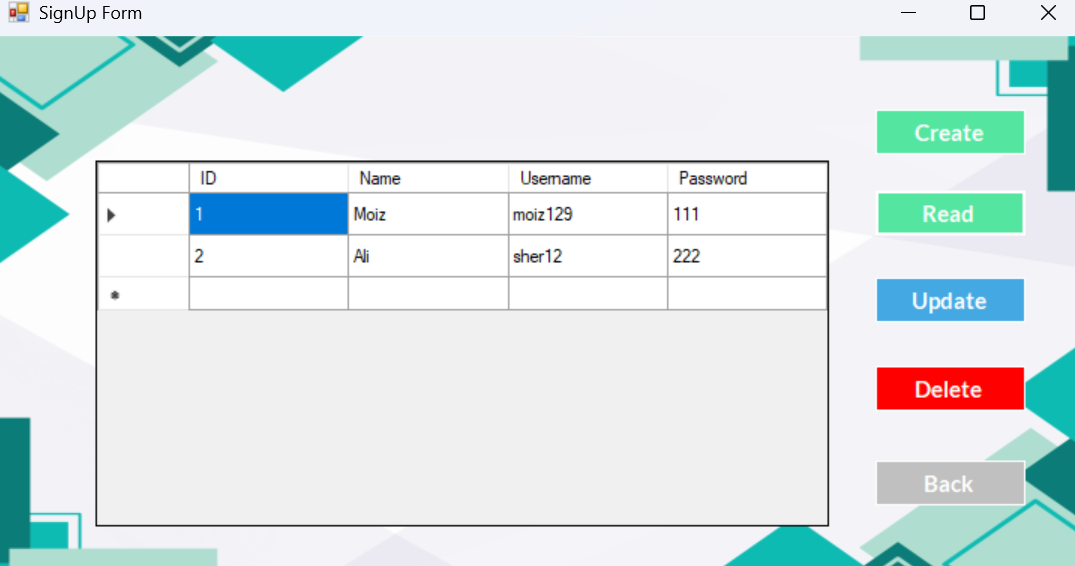 SignUp Form
Create
ID Name Username Password
1 Moiz moiz129 111
Read
2 Ali sher12 222
Update
Delete
Back